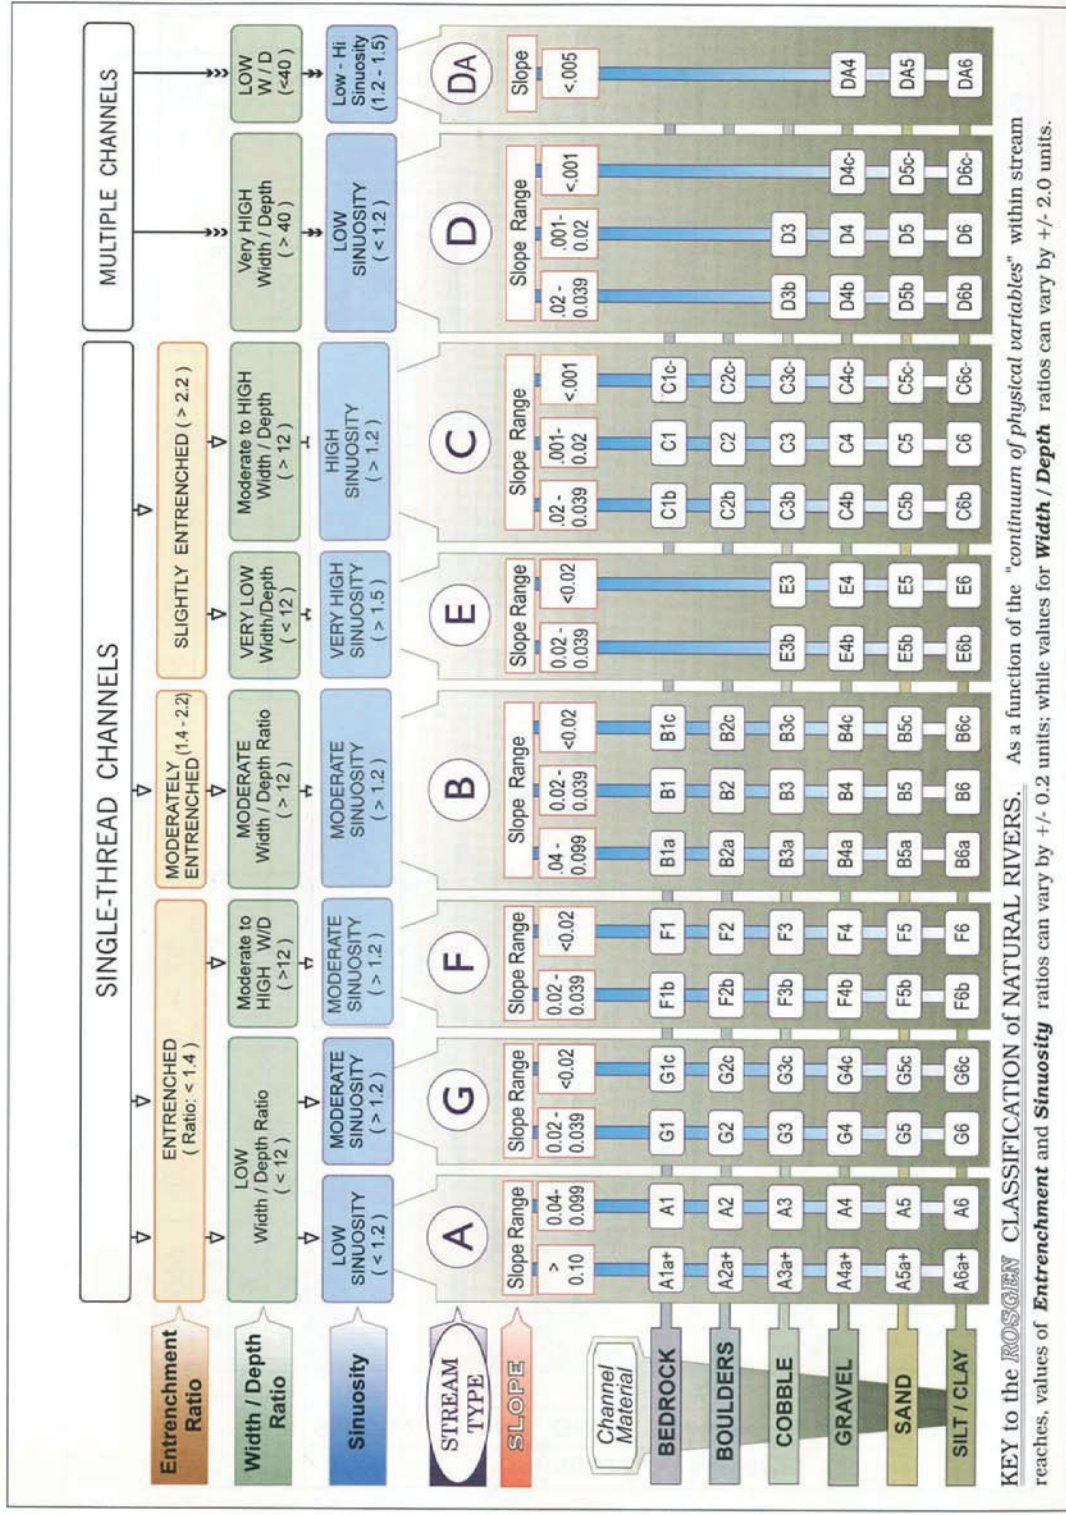 SINGLE-THREAD CHANNELS
MULTIPLE CHANNELS
Entrenchment
Ratio
ENTRENCHED
( Ratio: < 1.4 )
MODERATELY
ENTRENCHED (1.4 - 2.2)
SLIGHTLY ENTRENCHED ( > 2.2 )
Width / Depth
Ratio
LOW
Width / Depth Ratio
( < 12 )
Moderate to
HIGH W/D
( >12 )
MODERATE
Width / Depth Ratio
( > 12 )
VERY LOW
Width/Depth
( < 12 )
Moderate to HIGH
Width / Depth
( > 12 )
Very HIGH
Width / Depth
( > 40 )
LOW
W / D
( <40 )
Sinuosity
LOW
SINUOSITY
( < 1.2 )
MODERATE
SINUOSITY
( > 1.2 )
MODERATE
SINUOSITY
( > 1.2 )
MODERATE
SINUOSITY
( > 1.2 )
VERY HIGH
SINUOSITY
( > 1.5 )
HIGH
SINUOSITY
( > 1.2 )
LOW
SINUOSITY
( < 1.2 )
Low - Hi
Sinuosity
(1.2 - 1.5)
STREAM
TYPE
A G F B E C D DA
SLOPE
Slope Range Slope Range Slope Range Slope Range Slope Range Slope Range Slope Range Slope
>
0.10
0.04-
0.099
0.02 -
0.039
<0.02
0.02 -
0.039
<0.02
.04 -
0.099
0.02 -
0.039
<0.02
0.02 -
0.039
<0.02
.02 -
0.039
.001-
0.02
<.001
.02 -
0.039
.001-
0.02
<.001
<.005
Channel
Material
BEDROCK A1a+ A1 G1 G1c F1b F1 B1a B1 B1c C1b C1 C1c-
BOULDERS A2a+ A2 G2 G2c F2b F2 B2a B2 B2c C2b C2 C2c-
COBBLE A3a+ A3 G3 G3c F3b F3 B3a B3 B3c E3b E3 C3b C3 C3c- D3b D3
GRAVEL A4a+ A4 G4 G4c F4b F4 B4a B4 B4c E4b E4 C4b C4 C4c- D4b D4 D4c- DA4
SAND A5a+ A5 G5 G5c F5b F5 B5a B5 B5c E5b E5 C5b C5 C5c- D5b D5 D5c- DA5
SILT / CLAY A6a+ A6 G6 G6c F6b F6 B6a B6 B6c E6b E6 C6b C6 C6c- D6b D6 D6c- DA6
KEY to the ROSGEN CLASSIFICATION of NATURAL RIVERS. As a function of the "continuum of physical variables" within stream
reaches, values of Entrenchment and Sinuosity ratios can vary by +/- 0.2 units; while values for Width / Depth ratios can vary by +/- 2.0 units.